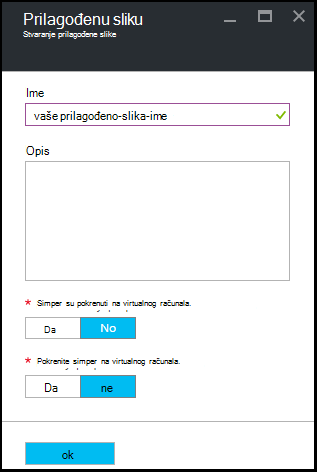 Prilagođenu sliku
Stvaranje prilagođene slike
Ime
vaše prilagođeno-slika-ime
Opis
* Simper su pokrenuti na virtualnog računala.
Da No
* Pokrenite simper na virtualnog računala.
Da ne
ok